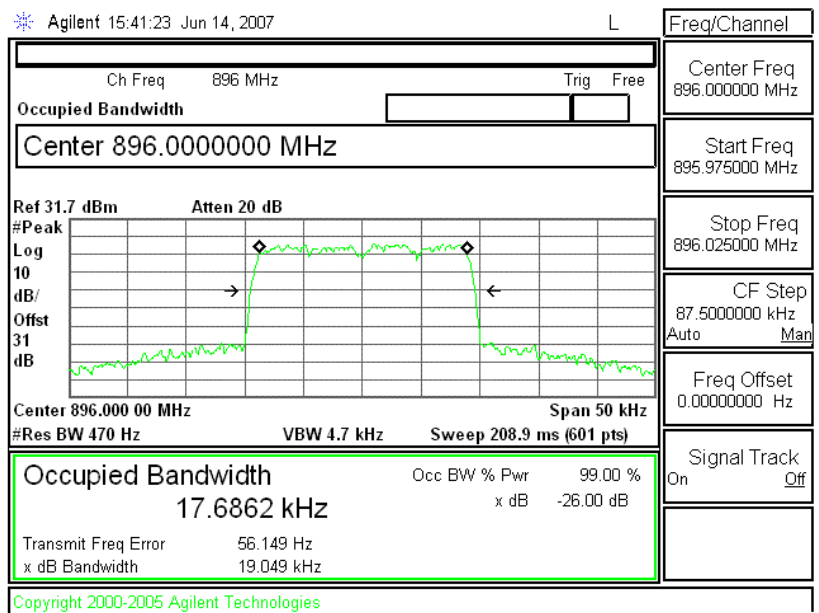 Agilent 15:41:23 Jun 14, 2007 L
Freq/Channel
Ch Freq 896 MHz Trig Free
Occupied Bandwidth
Center 896.0000000 MHz
Ref 31.7 dBm Atten 20 dB
#Peak
Log
10
dB/
Offst
31
dB
Center 896.000 00 MHz Span 50 kHz
#Res BW 470 Hz VBW 4.7 kHz Sweep 208.9 ms (601 pts)
Occupied Bandwidth
17.6862 kHz
Occ BW % Pwr 99.00 %
x dB -26.00 dB
Transmit Freq Error 56.149 Hz
x dB Bandwidth 19.049 kHz
Center Freq
896.000000 MHz
Start Freq
895.975000 MHz
Stop Freq
896.025000 MHz
CF Step
87.5000000 kHz
Auto Man
Freq Offset
0.00000000 Hz
Signal Track
On Off
Copyright 2000-2005 Agilent Technologies